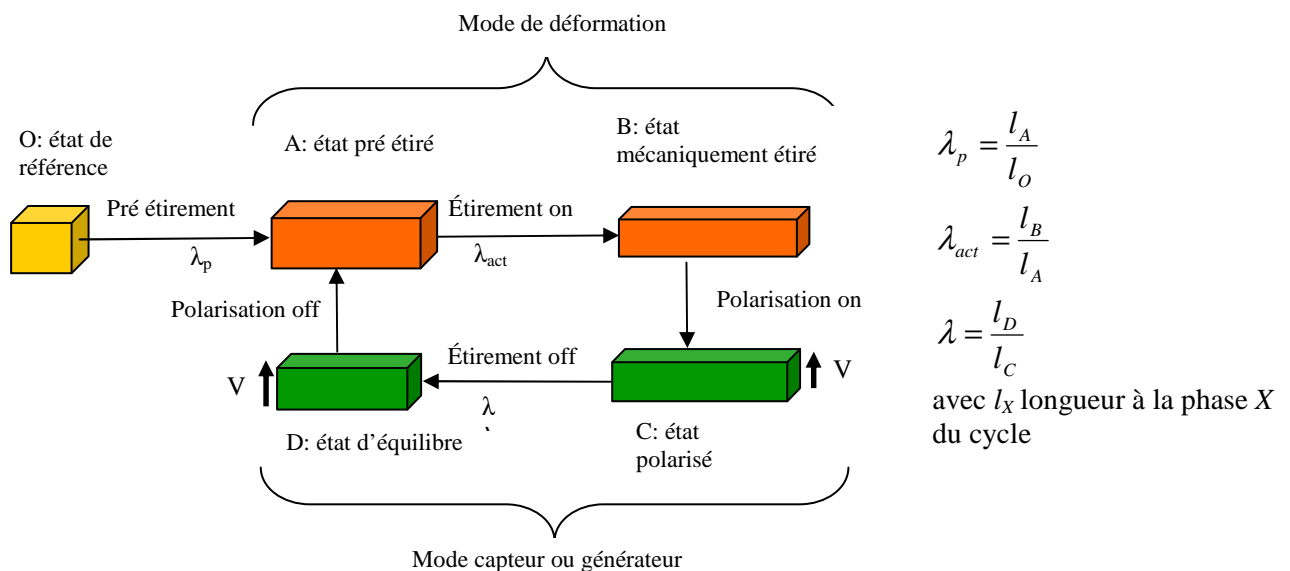 Mode de déformation
O: état de
référence
A: état pré étiré
B: état
mécaniquement étiré
Pré étirement
λp
Étirement on
λact
Polarisation off
Polarisation on
V
Étirement off
λ
V
D: état d'équilibre
C: état
polarisé
Mode capteur ou générateur
λp = lA / lO
λact = lB / lA
λ = lD / lC
avec lX longueur à la phase X
du cycle